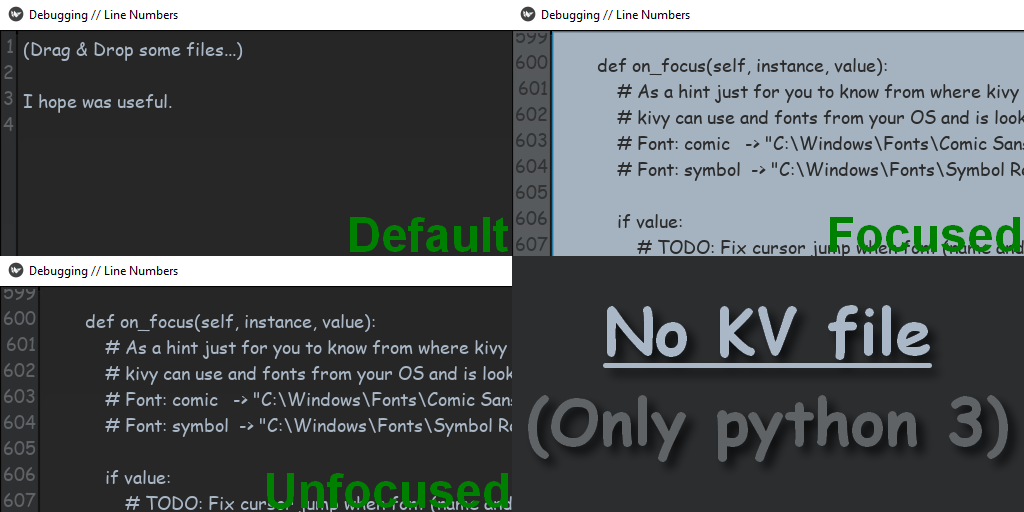 Debugging // Line Numbers
1 (Drag & Drop some files...)
2
3 I hope was useful.
4
Default
Debugging // Line Numbers
599
600 def on_focus(self, instance, value):
601 # As a hint just for you to know from where kivy
602 # kivy can use and fonts from your OS and is look
603 # Font: comic -> "C:\Windows\Fonts\Comic Sans
604 # Font: symbol -> "C:\Windows\Fonts\Symbol Re
605
606 if value:
607 # TODO: Fix cursor jump when font (name and
Focused
Debugging // Line Numbers
599
600 def on_focus(self, instance, value):
601 # As a hint just for you to know from where kivy
602 # kivy can use and fonts from your OS and is look
603 # Font: comic -> "C:\Windows\Fonts\Comic Sans
604 # Font: symbol -> "C:\Windows\Fonts\Symbol Re
605
606 if value:
607 # TODO: Fix cursor jump when font (name and
Unfocused
No KV file
(Only python 3)